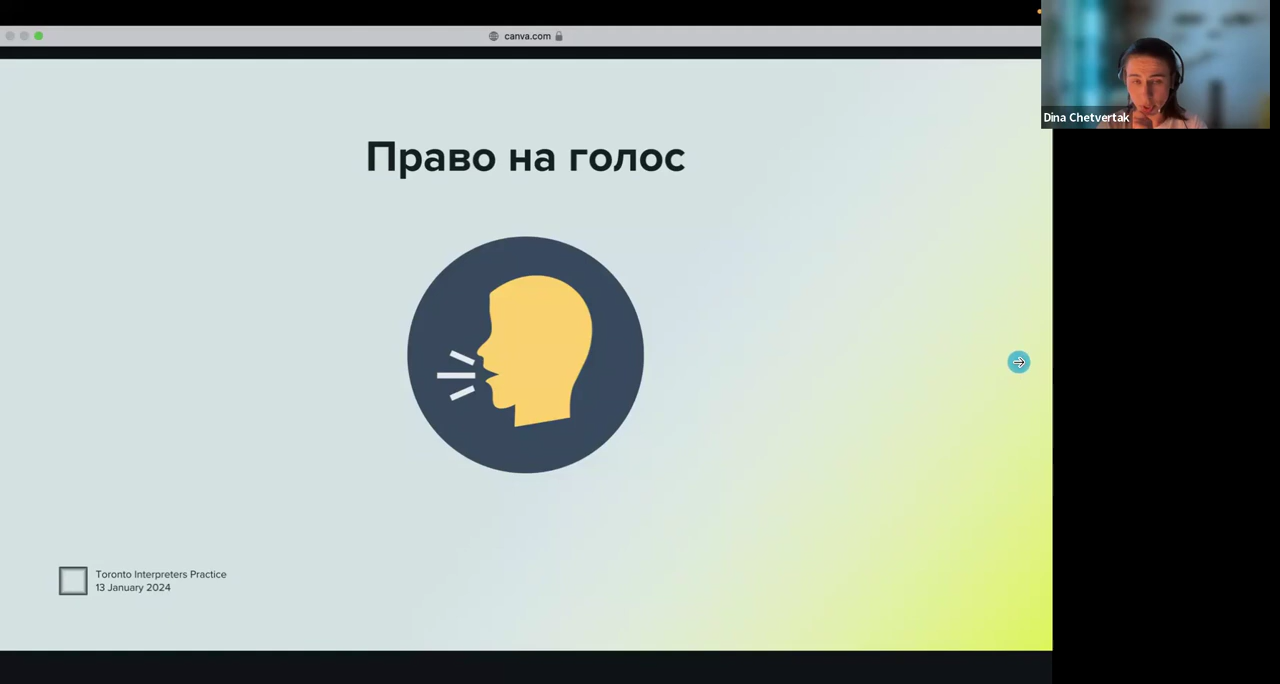 canva.com
Dina Chetvertak
Право на голос
Toronto Interpreters Practice
13 January 2024